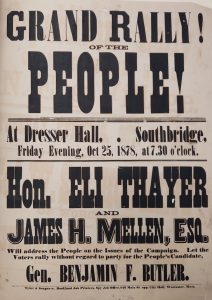 GRAND RALLY!
OF THE
PEOPLE!
At Dresser Hall, . Southbridge,
Friday Evening, Oct 25, 1878, at 7.30 o'clock.
Hon. ELI THAYER
AND
JAMES H. MELLEN, ESQ.
Will address the People on the Issues of the Campaign. Let the
Voters rally without regard to party for the People's Candidate,
Gen. BENJAMIN F. BUTLER.